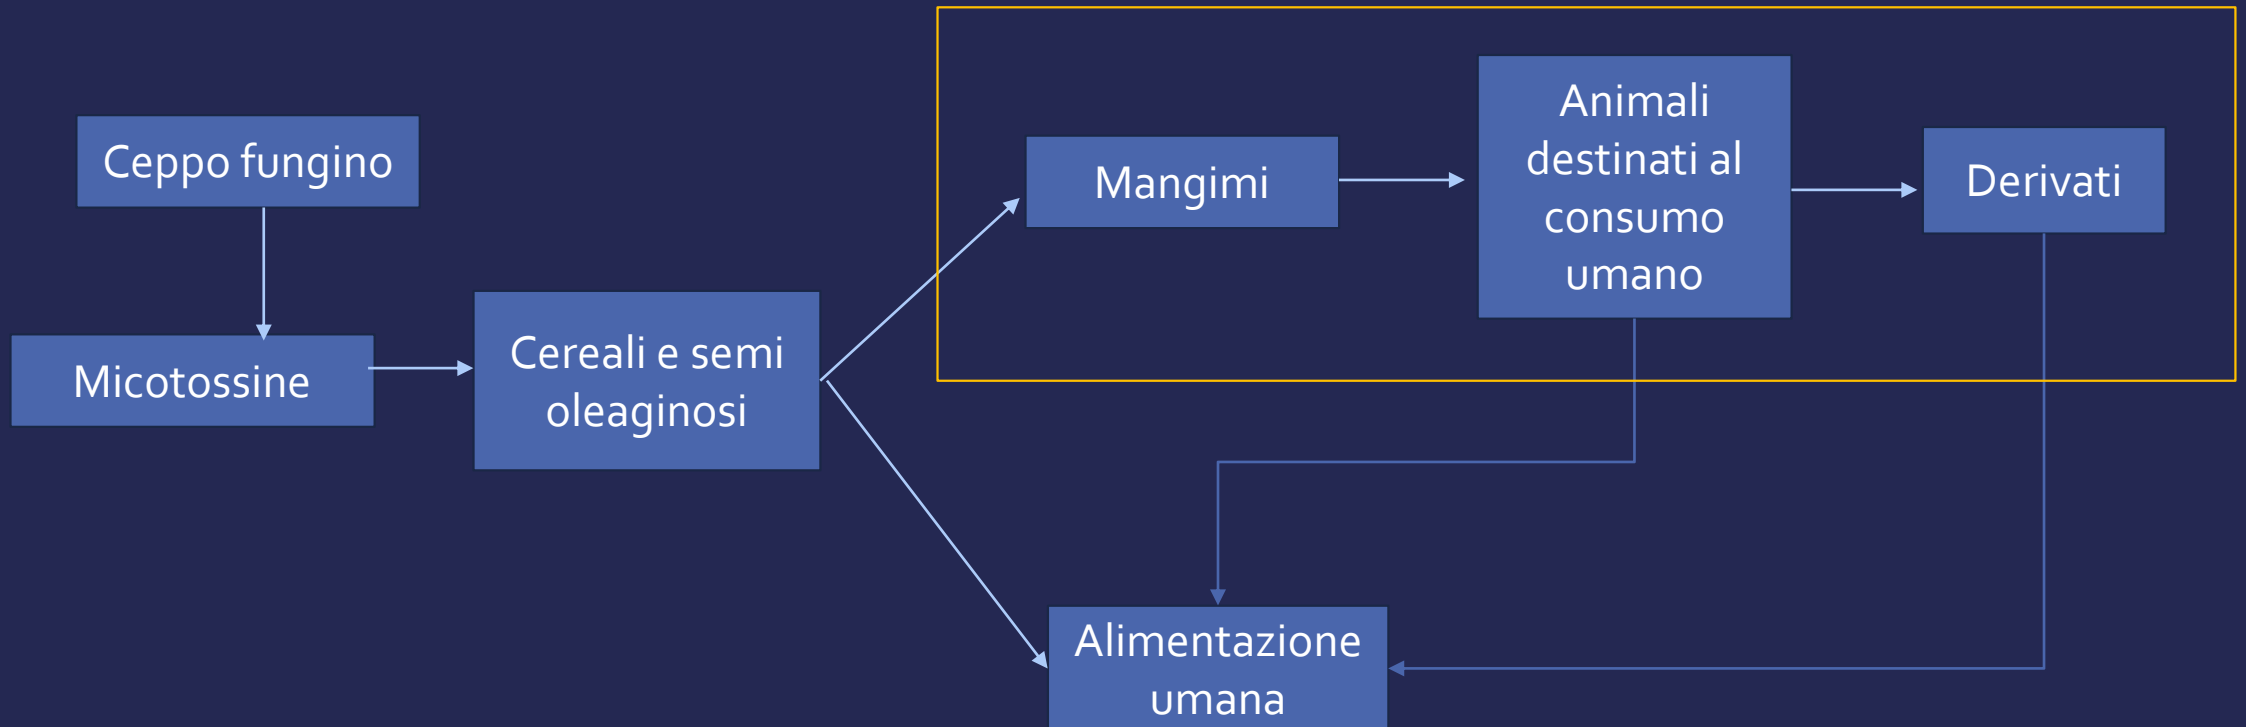 Ceppo fungino
Micotossine
Cereali e semi
oleaginosi
Mangimi
Animali
destinati al
consumo
umano
Derivati
Alimentazione
umana